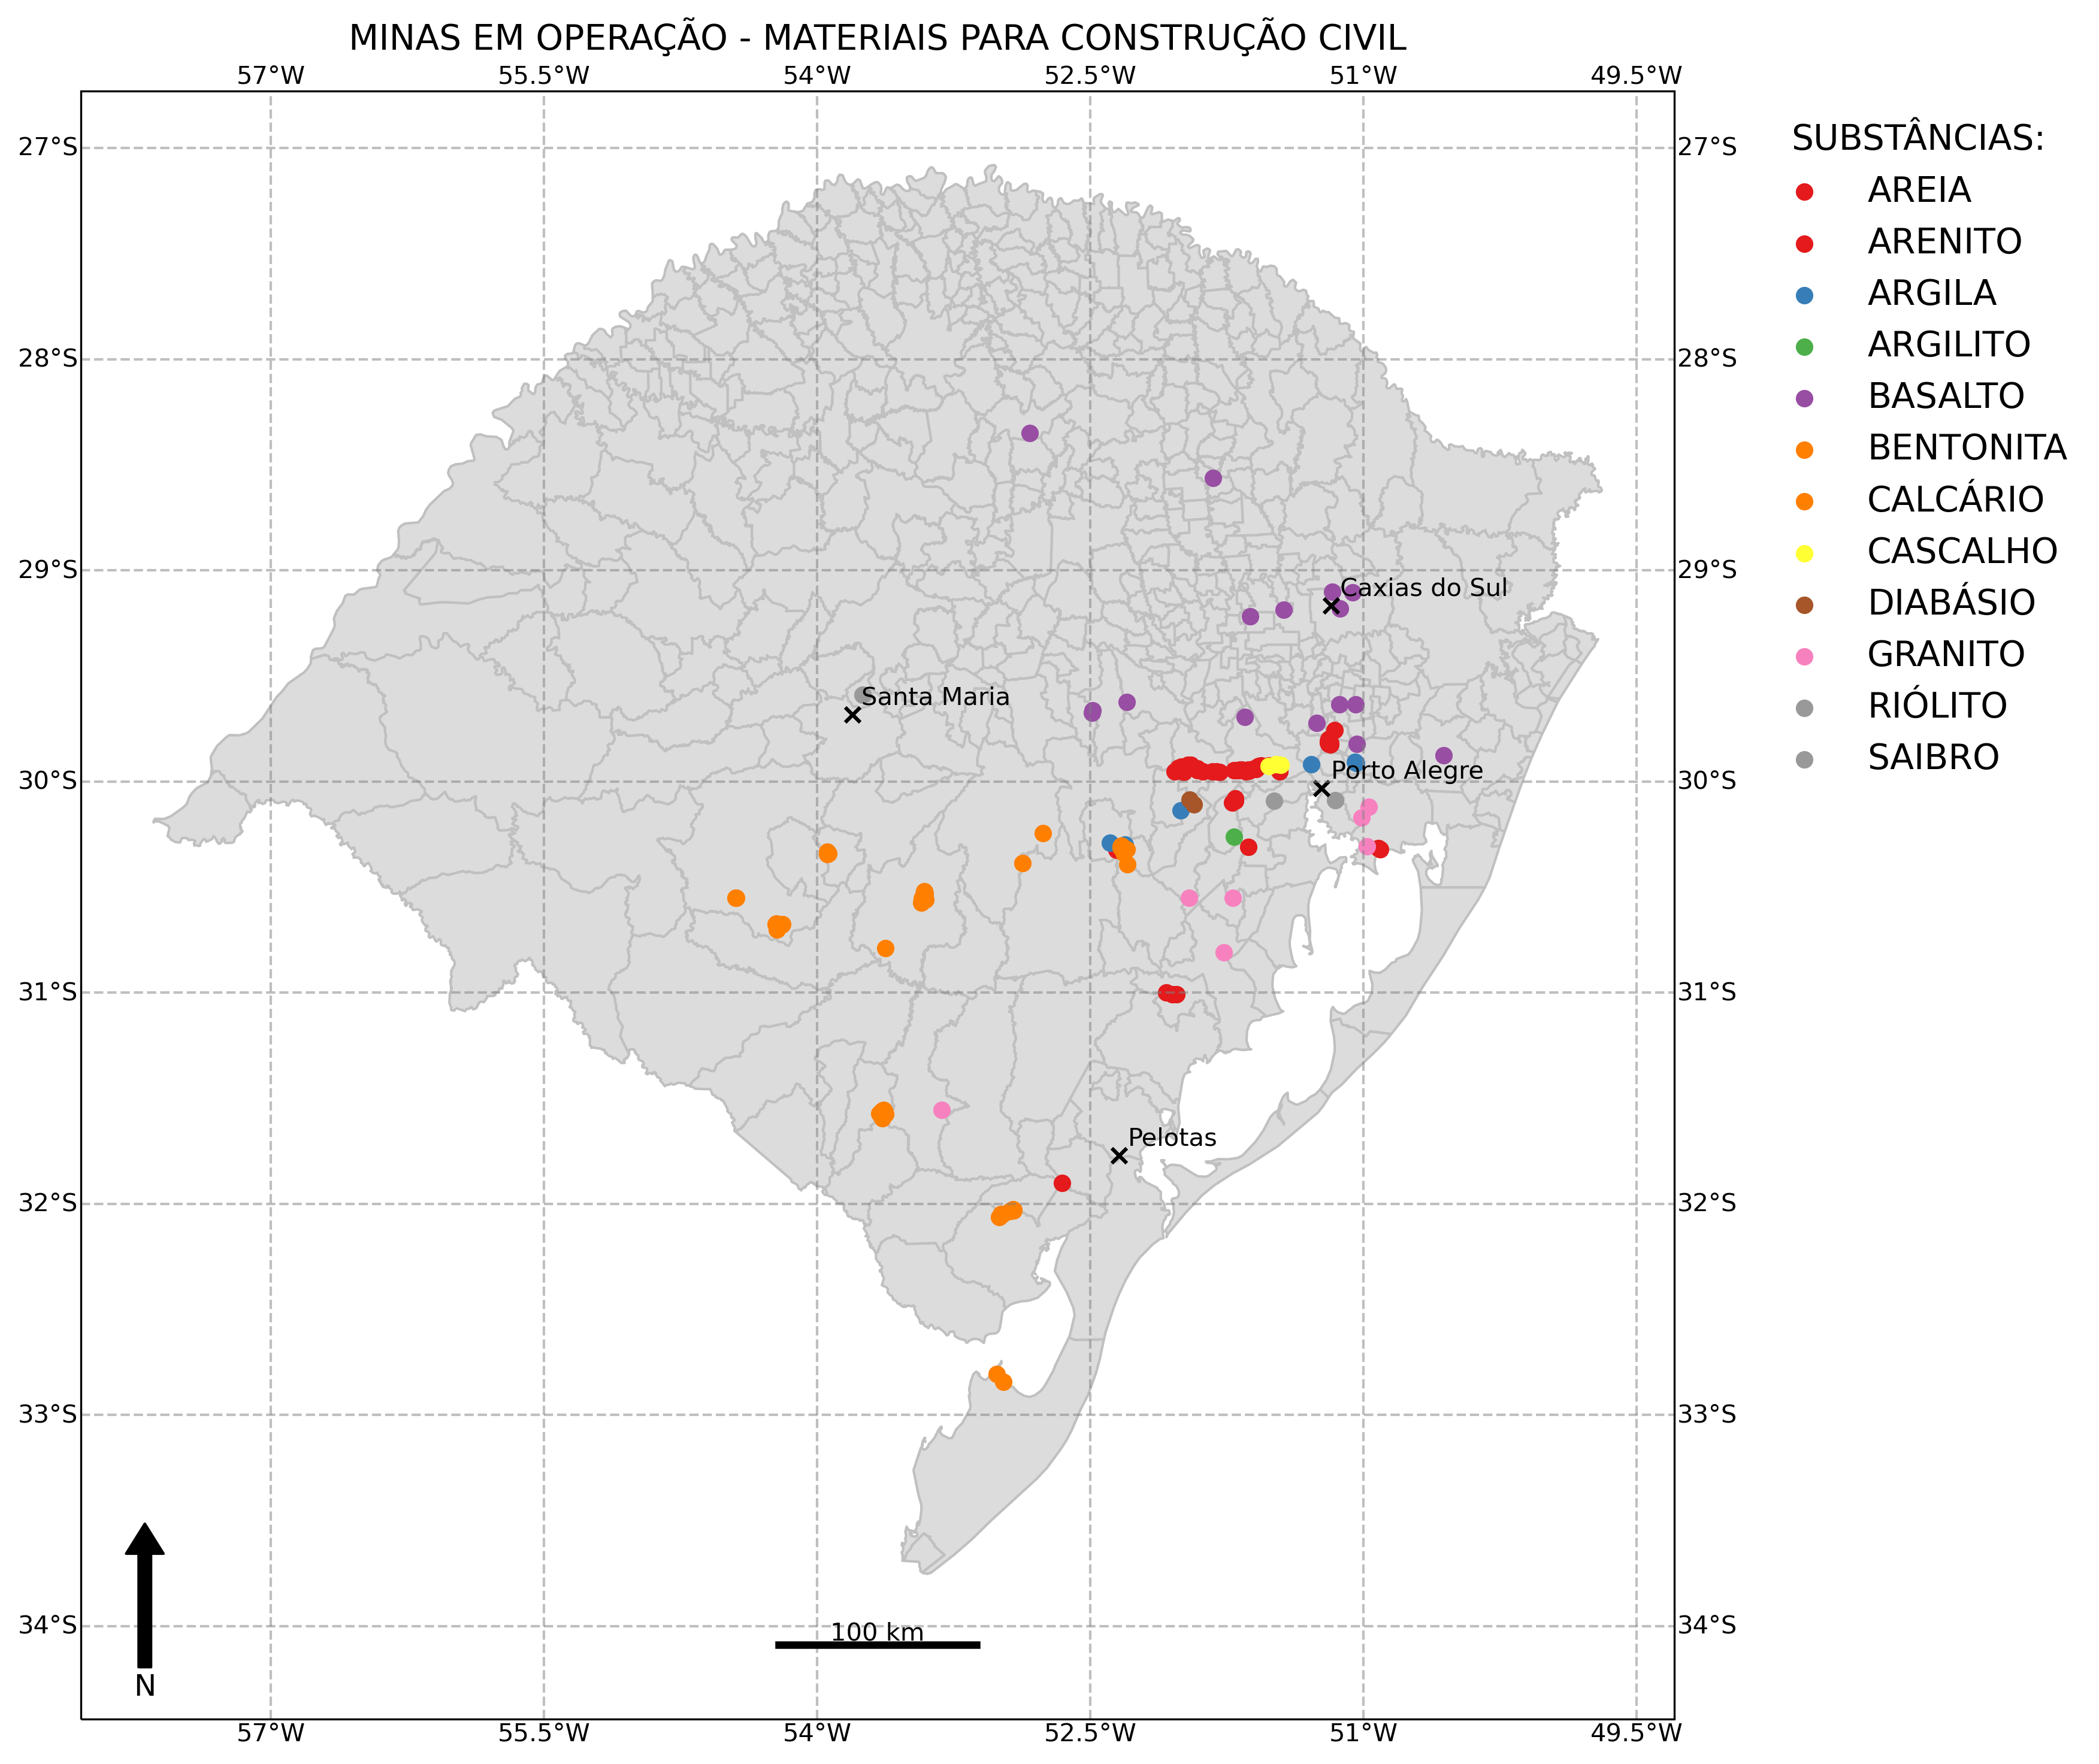 MINAS EM OPERAÇÃO - MATERIAIS PARA CONSTRUÇÃO CIVIL
57°W 55.5°W 54°W 52.5°W 51°W 49.5°W
27°S 27°S
28°S 28°S
29°S 29°S
30°S 30°S
31°S 31°S
32°S 32°S
33°S 33°S
34°S 34°S
57°W 55.5°W 54°W 52.5°W 51°W 49.5°W
Caxias do Sul
Santa Maria
Porto Alegre
Pelotas
100 km
N
SUBSTÂNCIAS:
AREIA
ARENITO
ARGILA
ARGILITO
BASALTO
BENTONITA
CALCÁRIO
CASCALHO
DIABÁSIO
GRANITO
RIÓLITO
SAIBRO